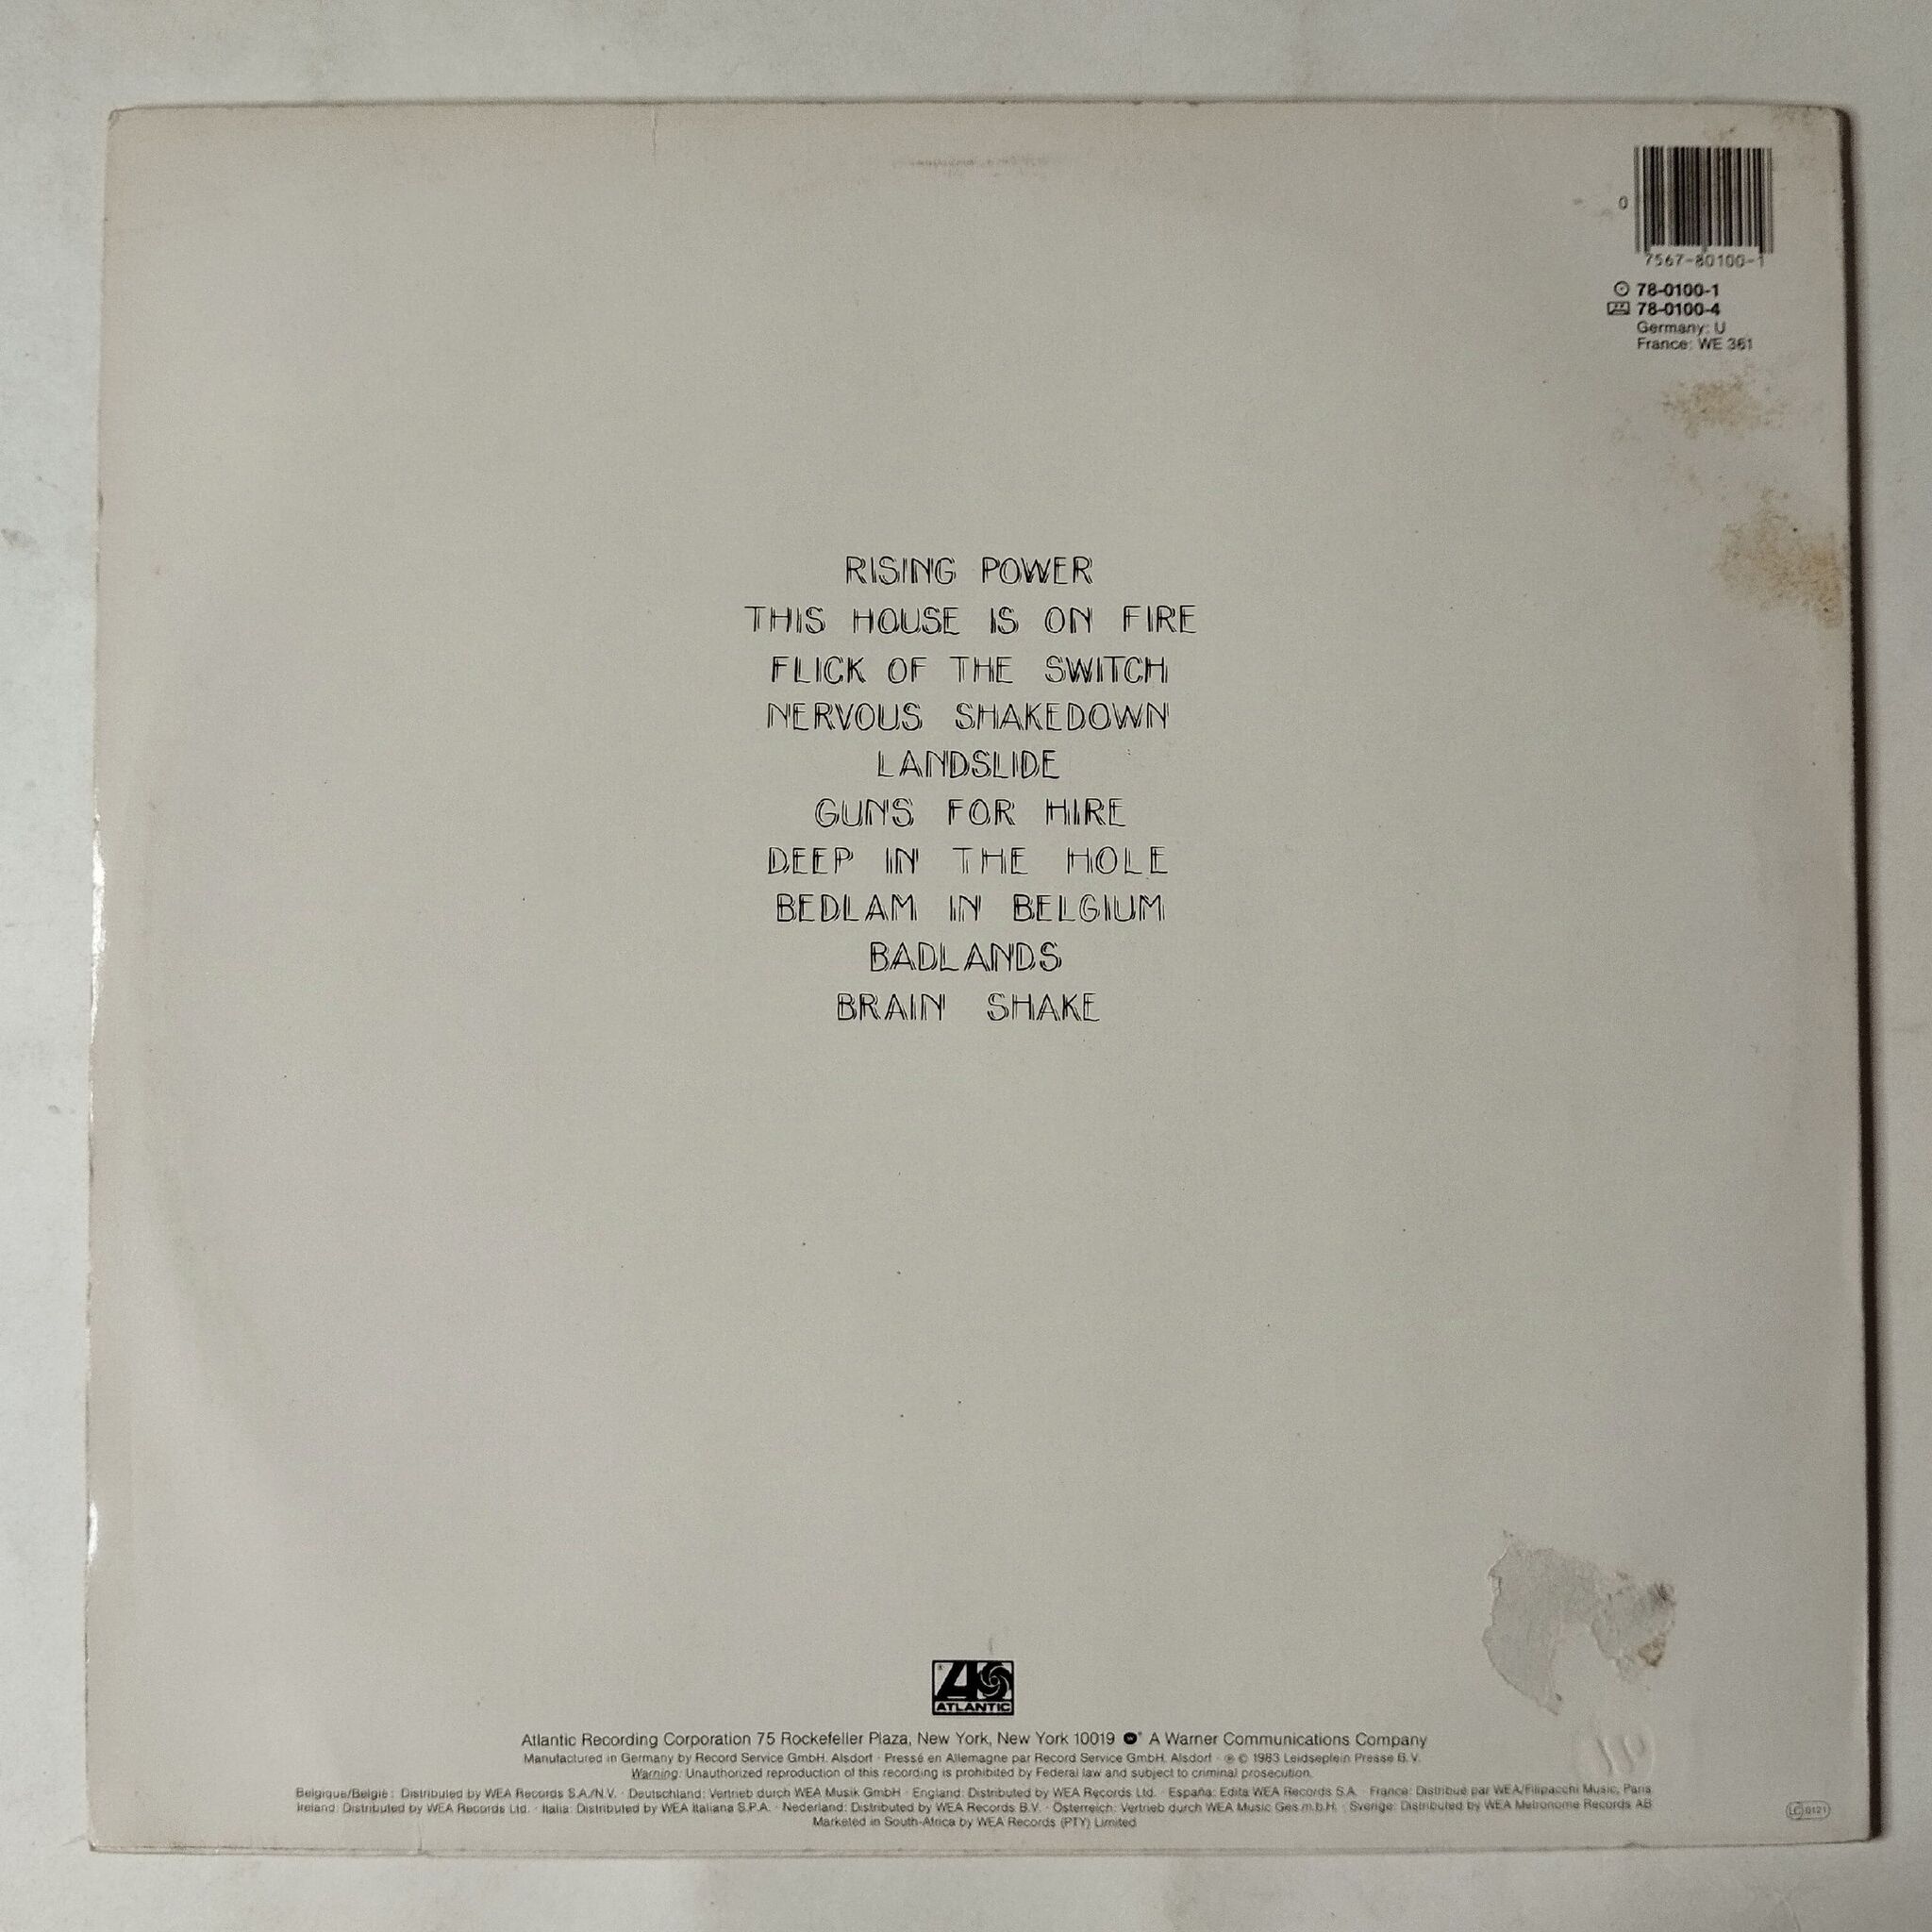 0
7567-80100-1
78-0100-1
78-0100-4
Germany: U
France: WE 361
RISING POWER
THIS HOUSE IS ON FIRE
FLICK OF THE SWITCH
NERVOUS SHAKEDOWN
LANDSLIDE
GUNS FOR HIRE
DEEP IN THE HOLE
BEDLAM IN BELGIUM
BADLANDS
BRAIN SHAKE
ATLANTIC
Atlantic Recording Corporation 75 Rockefeller Plaza, New York, New York 10019 A Warner Communications Company
Manufactured in Germany by Record Service GmbH. Alsdorf · Pressé en Allemagne par Record Service GmbH. Alsdorf · ℗ © 1983 Leidseplein Presse B.V.
Warning: Unauthorized reproduction of this recording is prohibited by Federal law and subject to criminal prosecution.
Belgique/België: Distributed by WEA Records S.A./N.V. · Deutschland: Vertrieb durch WEA Musik GmbH · England: Distributed by WEA Records Ltd. · España: Edita WEA Records S.A. · France: Distribué par WEA/Filipacchi Music, Paris
Ireland: Distributed by WEA Records Ltd. · Italia: Distributed by WEA Italiana S.P.A. · Nederland: Distributed by WEA Records B.V. · Österreich: Vertrieb durch WEA Music Ges.m.b.H. · Sverige: Distributed by WEA Metronome Records AB
Marketed in South-Africa by WEA Records (PTY) Limited
LC 0121